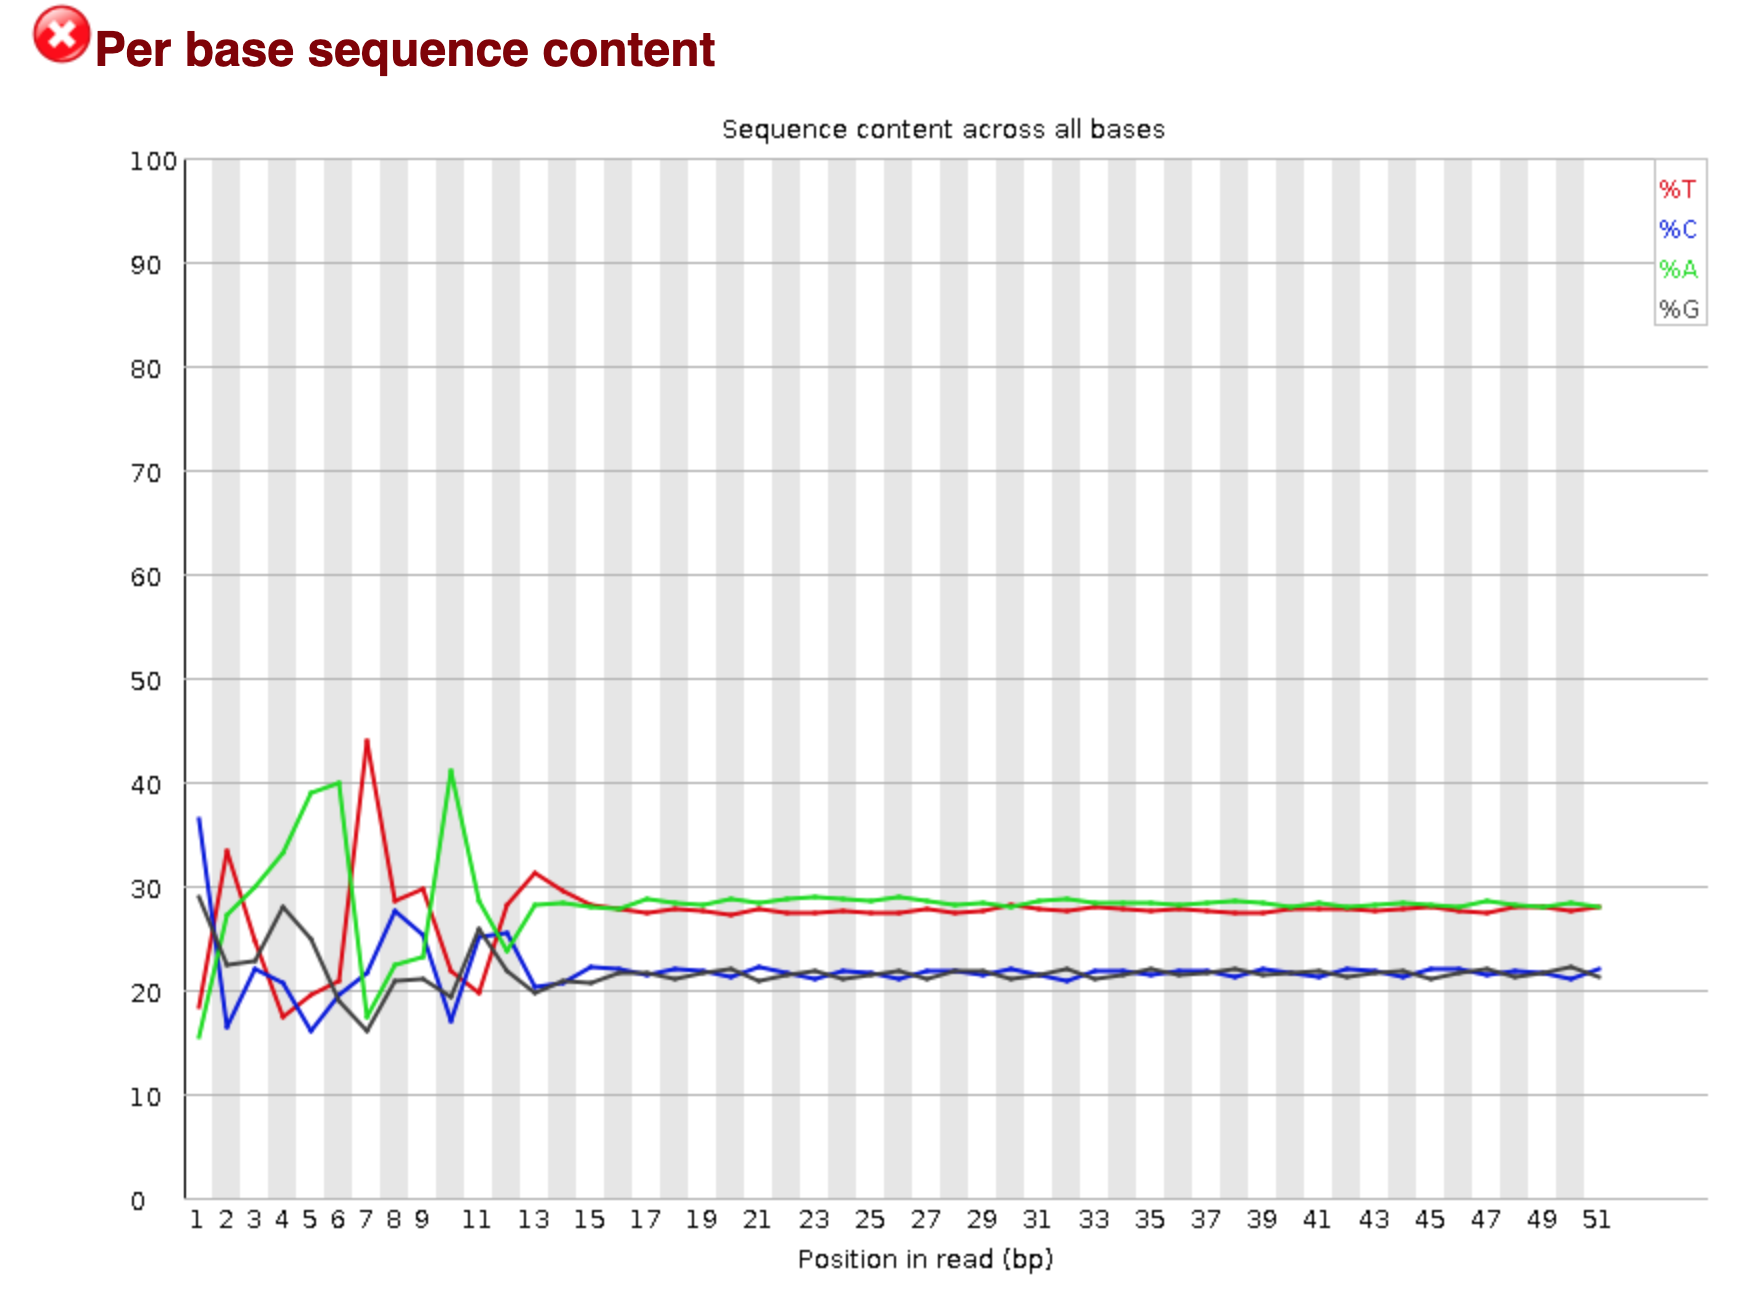 Per base sequence content
Sequence content across all bases
100
90
80
70
60
50
40
30
20
10
0
%T
%C
%A
%G
1 2 3 4 5 6 7 8 9 11 13 15 17 19 21 23 25 27 29 31 33 35 37 39 41 43 45 47 49 51
Position in read (bp)